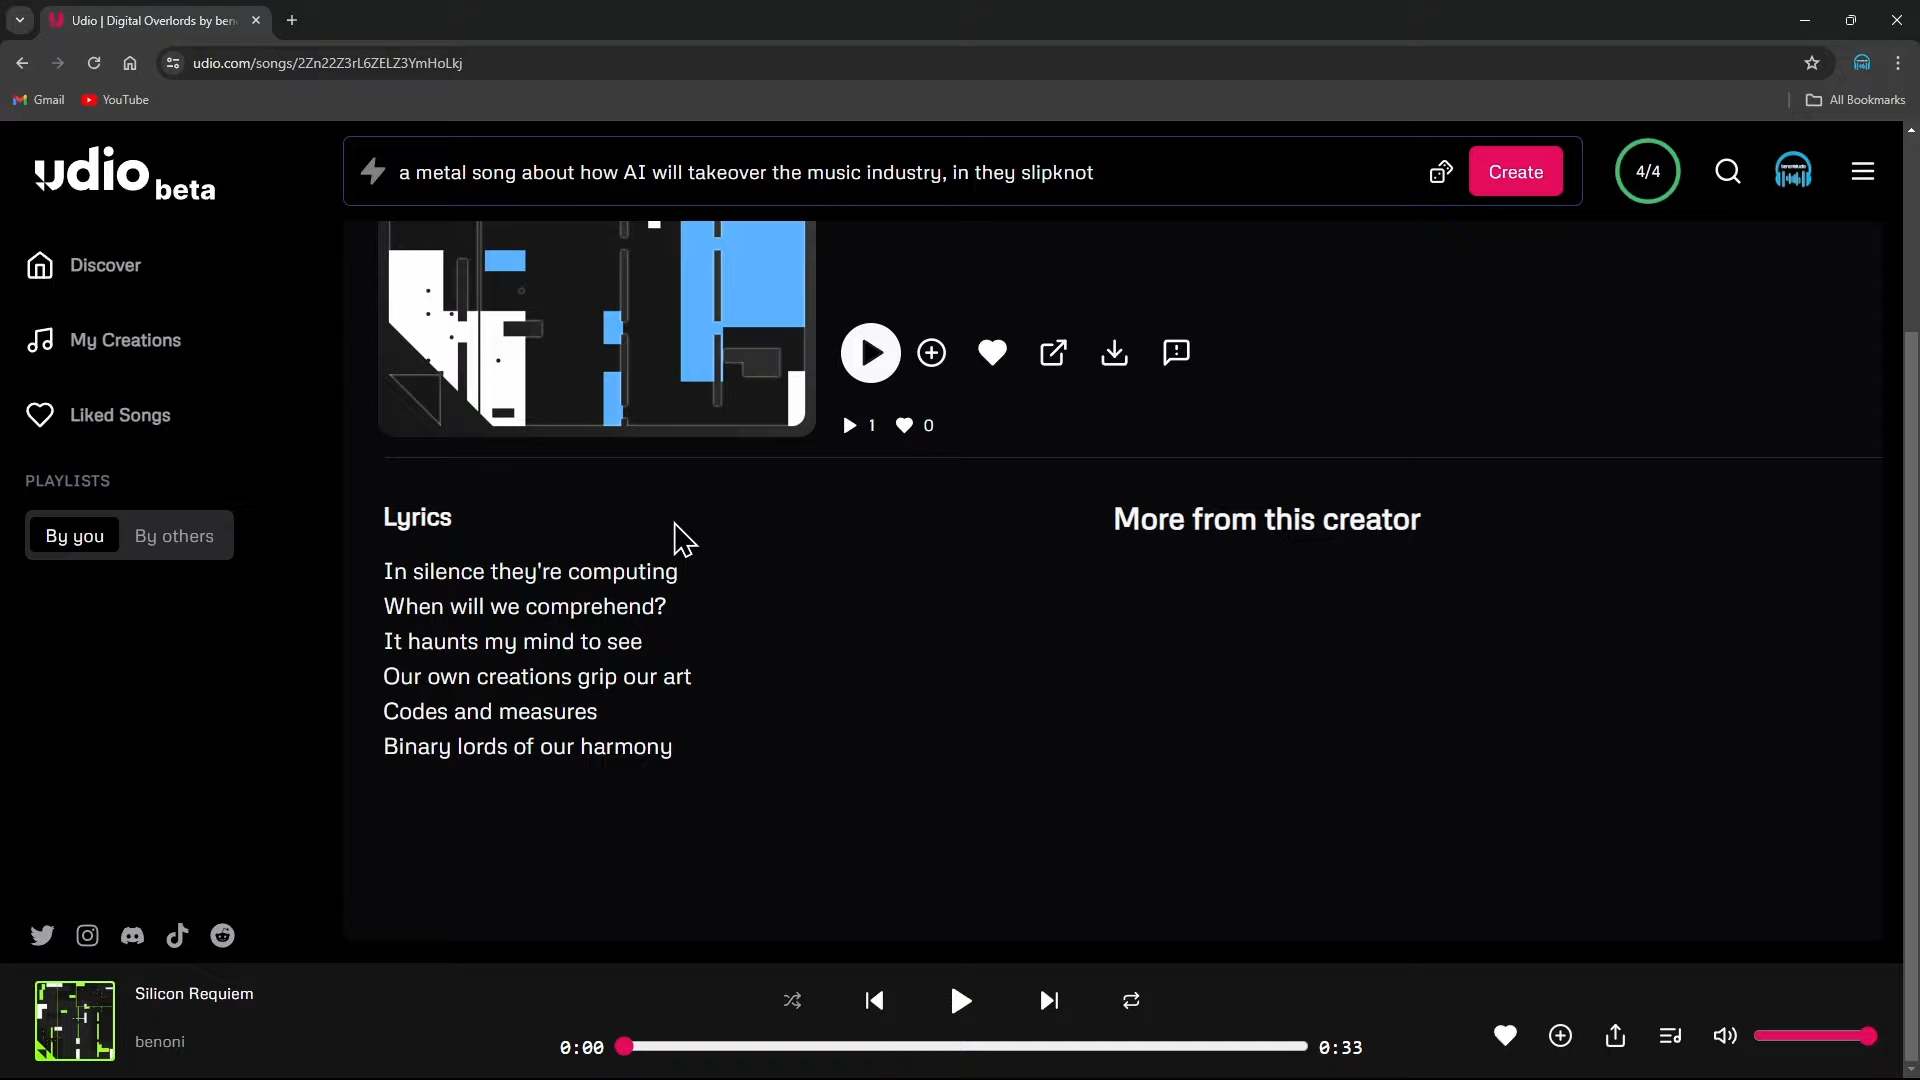 Udio | Digital Overlords by ben
udio.com/songs/2Zn22Z3rL6ZELZ3YmHoLkj
Gmail
YouTube
All Bookmarks
udio beta
a metal song about how AI will takeover the music industry, in they slipknot
Create
4/4
Discover
My Creations
Liked Songs
PLAYLISTS
By you
By others
1
0
Lyrics
In silence they're computing
When will we comprehend?
It haunts my mind to see
Our own creations grip our art
Codes and measures
Binary lords of our harmony
More from this creator
Silicon Requiem
benoni
0:00
0:33